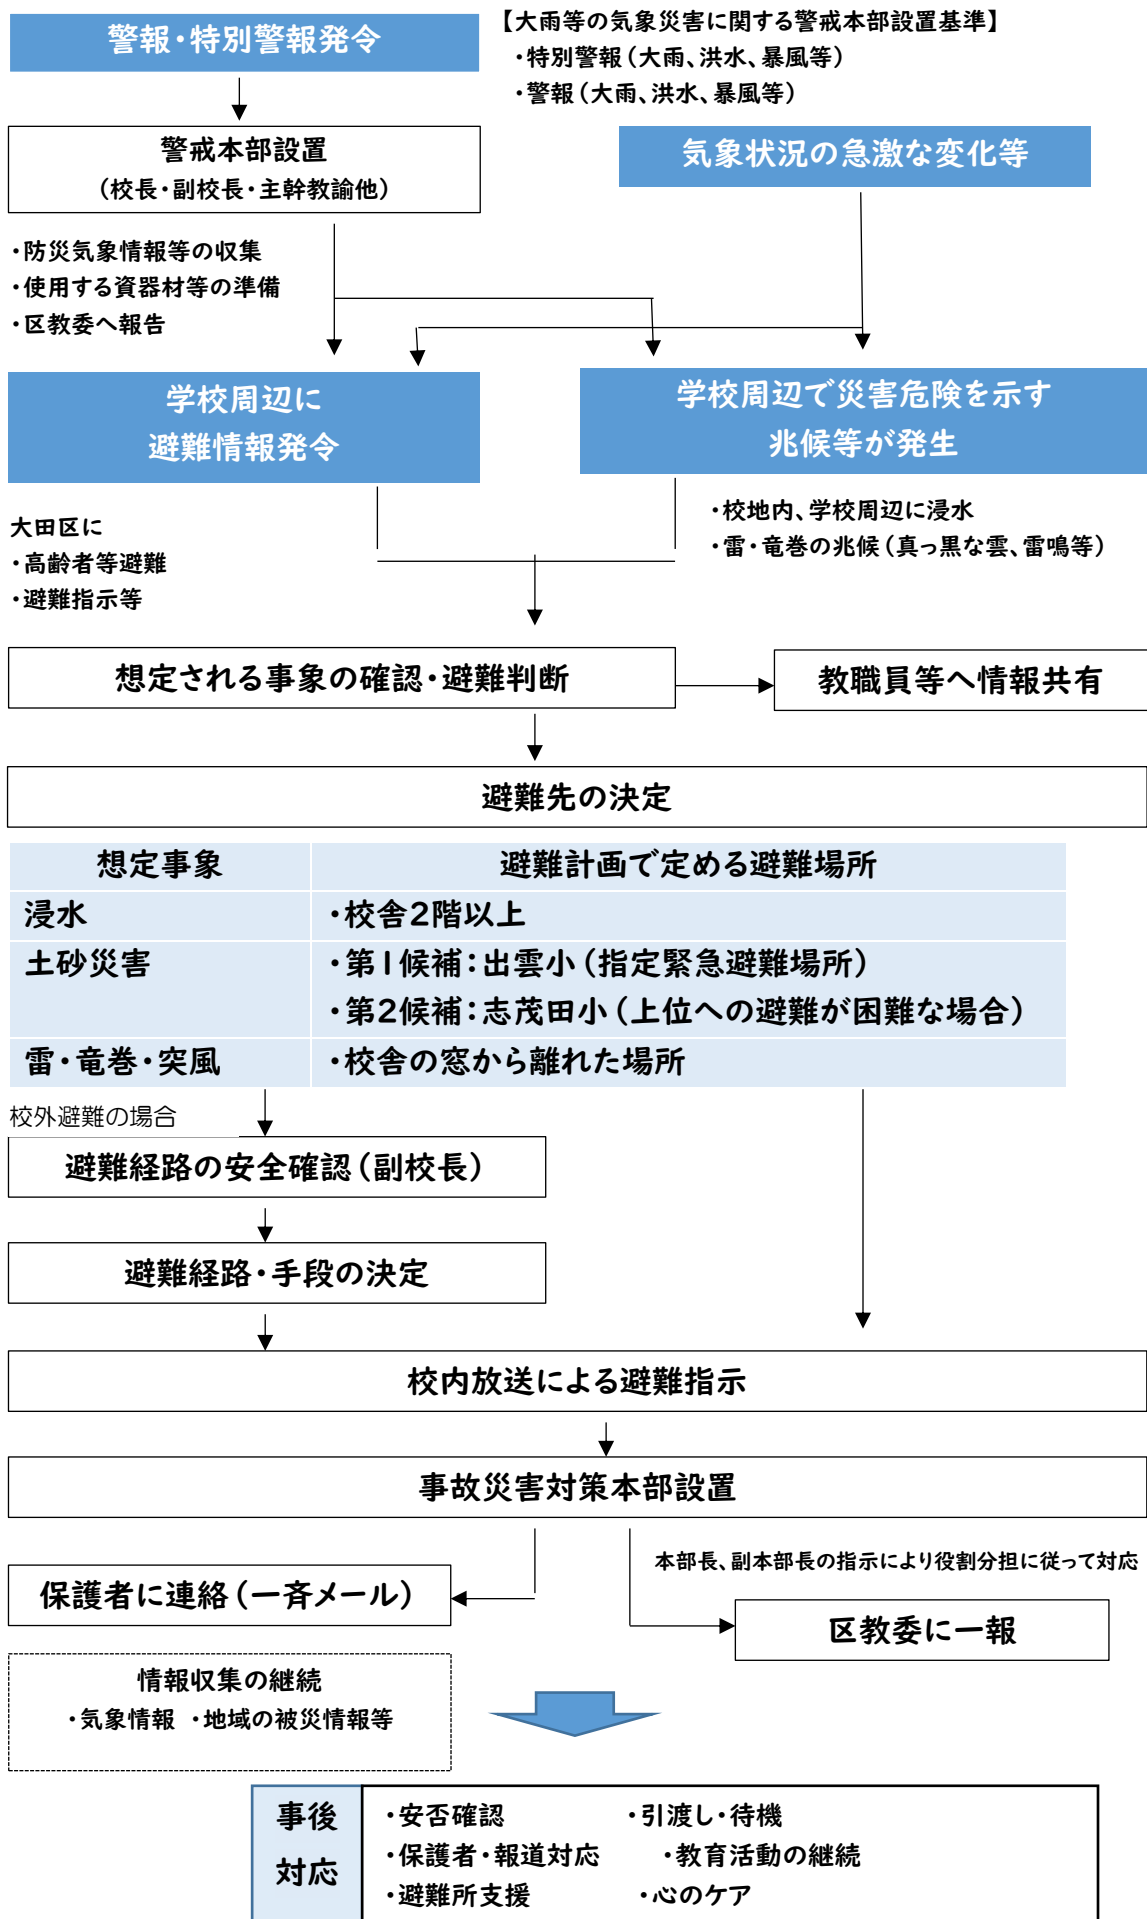 警報・特別警報発令
【大雨等の気象災害に関する警戒本部設置基準】
・特別警報（大雨、洪水、暴風等）
・警報（大雨、洪水、暴風等）
警戒本部設置
（校長・副校長・主幹教諭他）
気象状況の急激な変化等
・防災気象情報等の収集
・使用する資器材等の準備
・区教委へ報告
学校周辺に
避難情報発令
学校周辺で災害危険を示す
兆候等が発生
大田区に
・高齢者等避難
・避難指示等
・校地内、学校周辺に浸水
・雷・竜巻の兆候（真っ黒な雲、雷鳴等）
想定される事象の確認・避難判断
教職員等へ情報共有
避難先の決定
想定事象 避難計画で定める避難場所
浸水 ・校舎2階以上
土砂災害 ・第1候補：出雲小（指定緊急避難場所）
・第2候補：志茂田小（上位への避難が困難な場合）
雷・竜巻・突風 ・校舎の窓から離れた場所
校外避難の場合
避難経路の安全確認（副校長）
避難経路・手段の決定
校内放送による避難指示
事故災害対策本部設置
本部長、副本部長の指示により役割分担に従って対応
保護者に連絡（一斉メール）
区教委に一報
情報収集の継続
・気象情報 ・地域の被災情報等
事後
対応
・安否確認 ・引渡し・待機
・保護者・報道対応 ・教育活動の継続
・避難所支援 ・心のケア